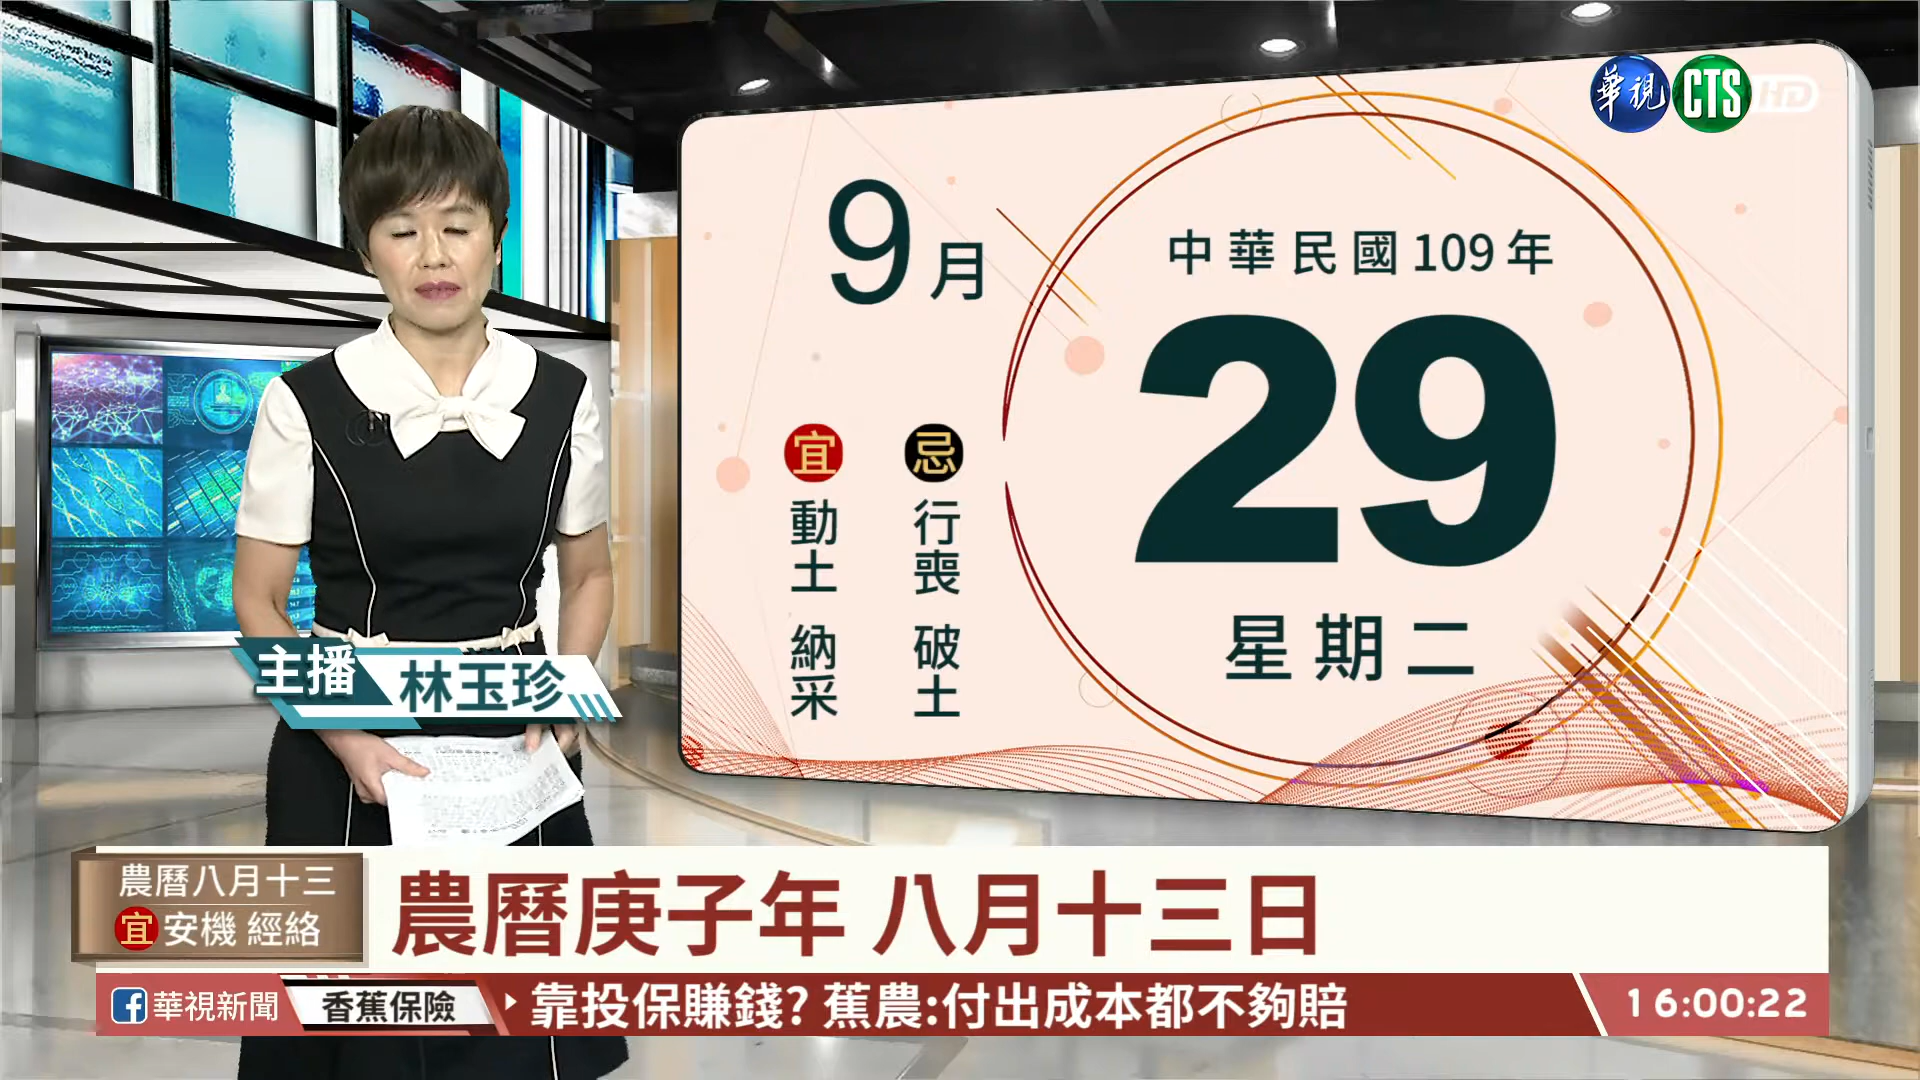 華視 CTS HD
9月
中華民國109年
29
星期二
宜
動土 納采
忌
行喪 破土
主播 林玉珍
農曆八月十三
宜 安機 經絡
農曆庚子年 八月十三日
華視新聞
香蕉保險
靠投保賺錢? 蕉農:付出成本都不夠賠
16:00:22